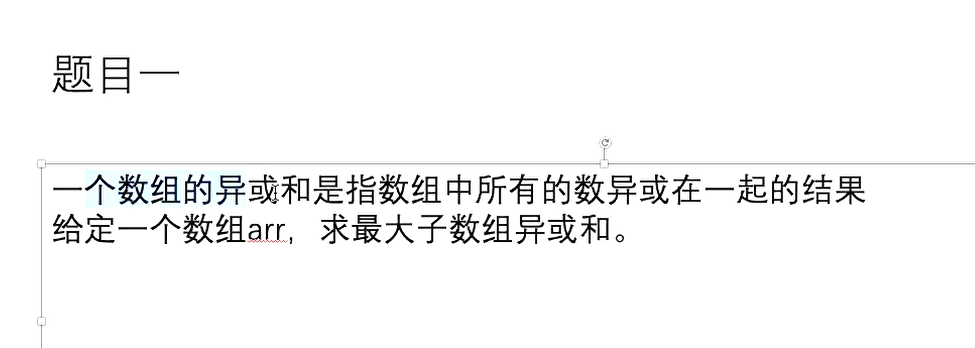 题目一
一个数组的异或和是指数组中所有的数异或在一起的结果
给定一个数组arr，求最大子数组异或和。